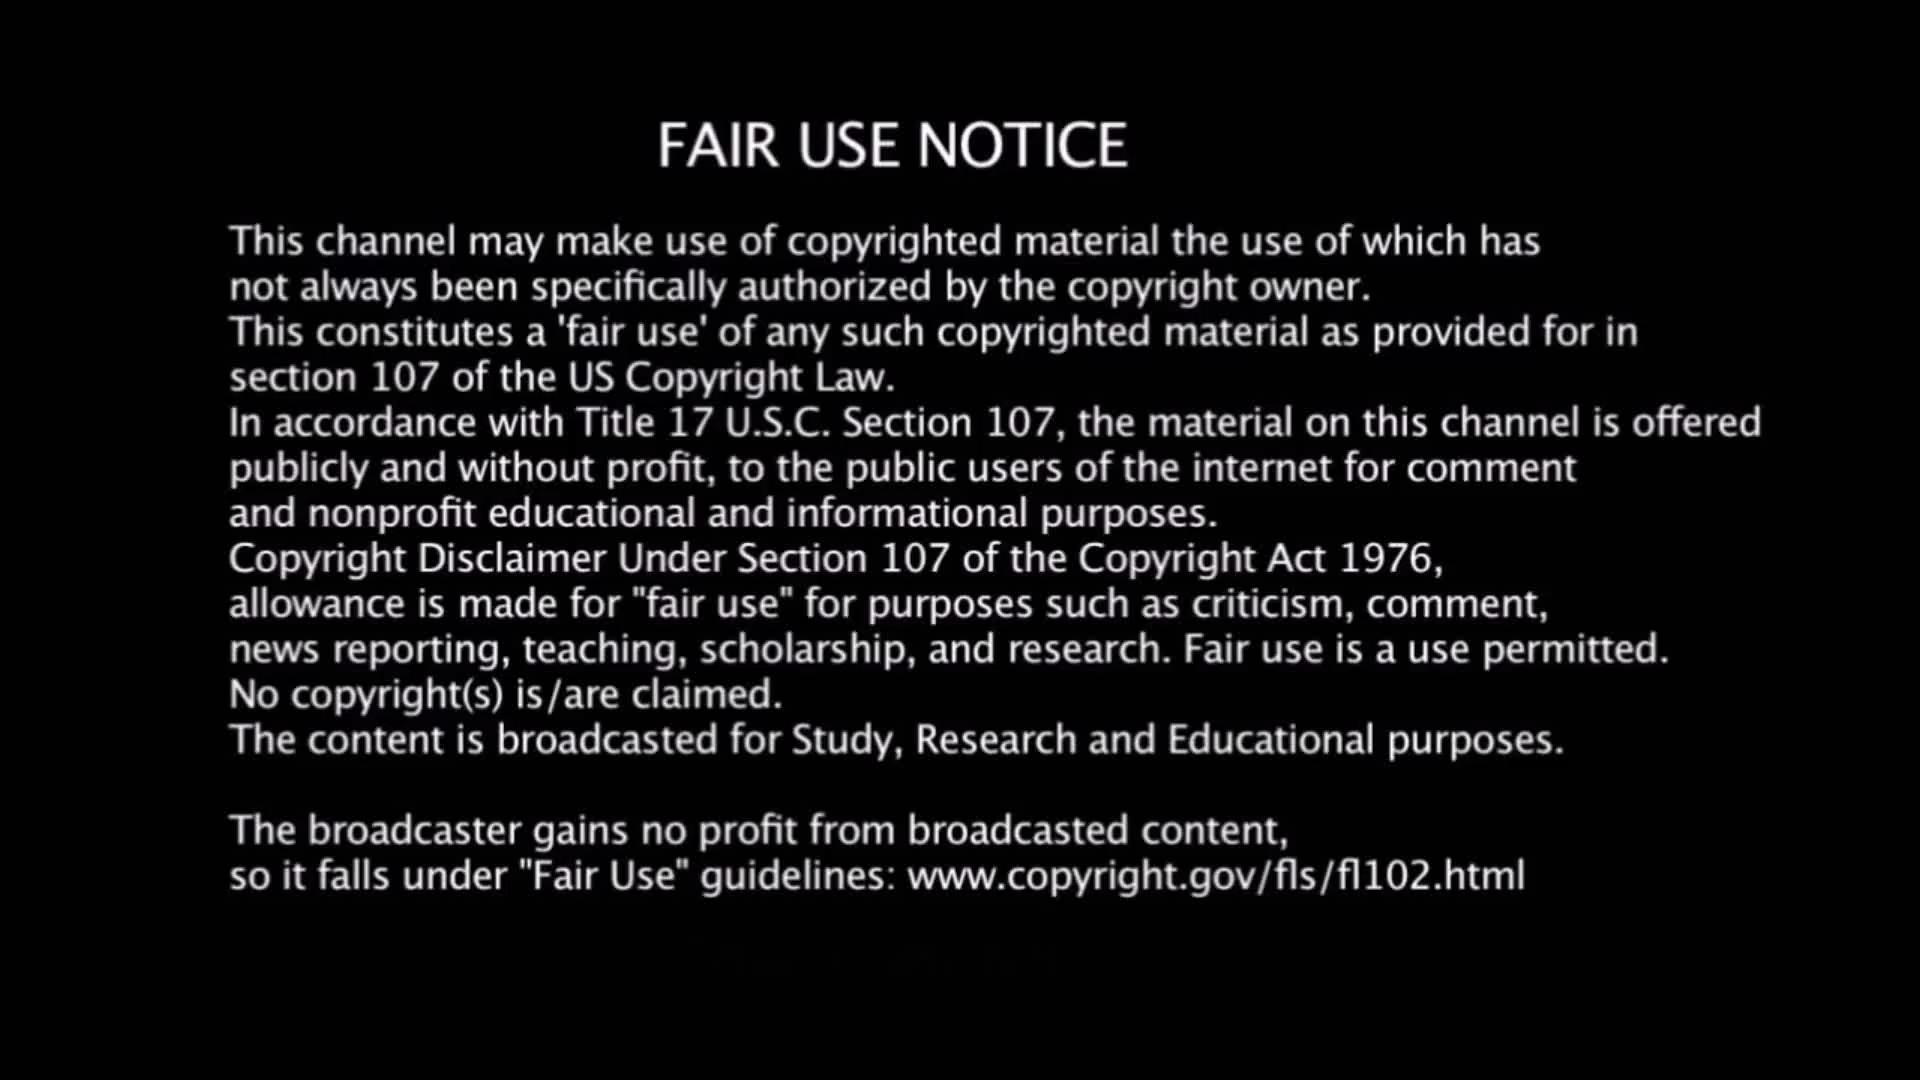 FAIR USE NOTICE
This channel may make use of copyrighted material the use of which has
not always been specifically authorized by the copyright owner.
This constitutes a 'fair use' of any such copyrighted material as provided for in
section 107 of the US Copyright Law.
In accordance with Title 17 U.S.C. Section 107, the material on this channel is offered
publicly and without profit, to the public users of the internet for comment
and nonprofit educational and informational purposes.
Copyright Disclaimer Under Section 107 of the Copyright Act 1976,
allowance is made for "fair use" for purposes such as criticism, comment,
news reporting, teaching, scholarship, and research. Fair use is a use permitted.
No copyright(s) is/are claimed.
The content is broadcasted for Study, Research and Educational purposes.
The broadcaster gains no profit from broadcasted content,
so it falls under "Fair Use" guidelines: www.copyright.gov/fls/fl102.html